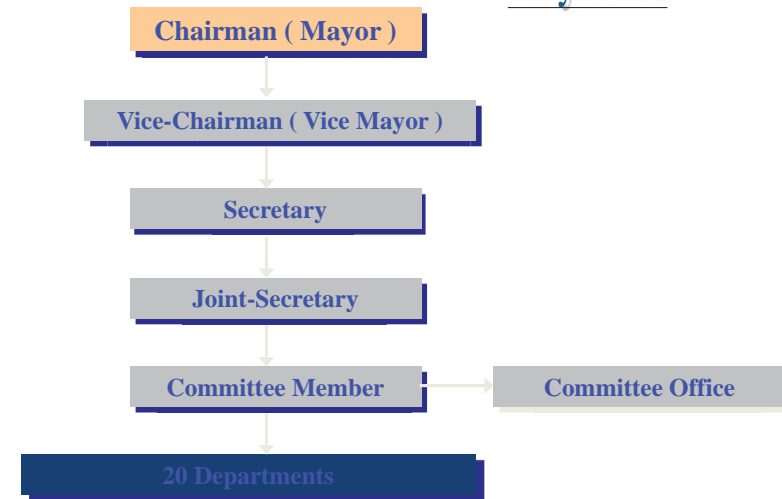 Chairman ( Mayor )
Vice-Chairman ( Vice Mayor )
Secretary
Joint-Secretary
Committee Member
Committee Office
20 Departments